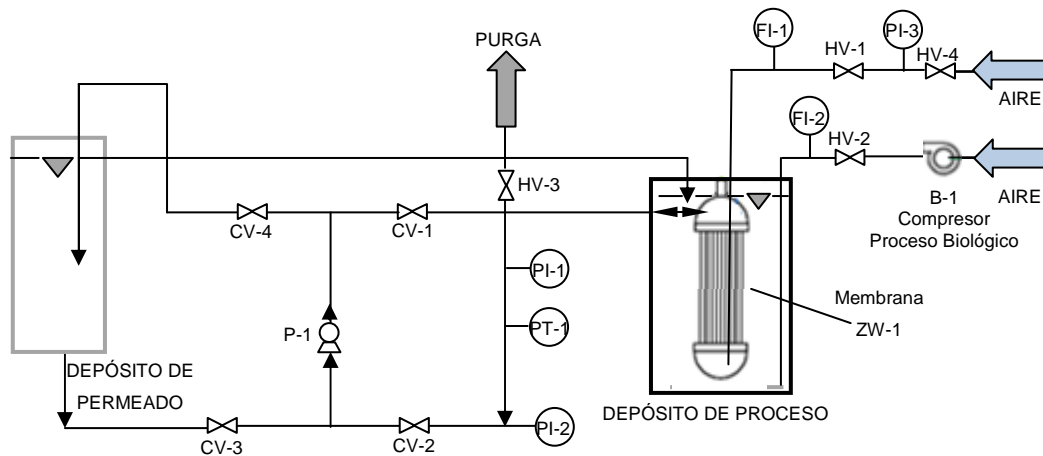 PURGA
FI-1
HV-1
PI-3
HV-4
AIRE
FI-2
HV-2
B-1
Compresor
Proceso Biológico
AIRE
HV-3
CV-4
CV-1
PI-1
PT-1
P-1
Membrana
ZW-1
DEPÓSITO DE
PERMEADO
DEPÓSITO DE PROCESO
CV-3
CV-2
PI-2